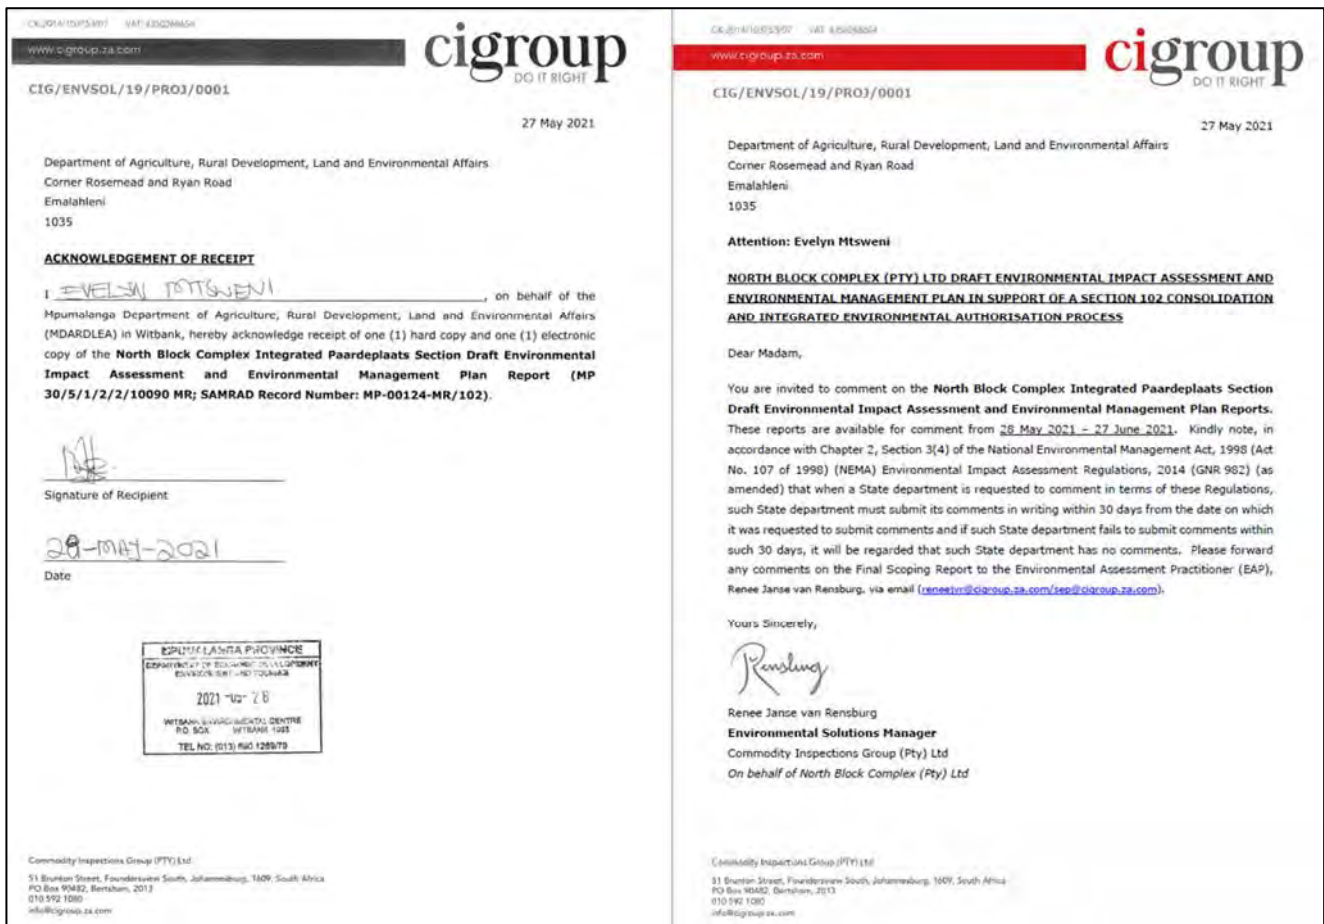 www.cigroup.za.com
cigroup
DO IT RIGHT
CIG/ENVSOL/19/PROJ/0001
27 May 2021
Department of Agriculture, Rural Development, Land and Environmental Affairs
Corner Rosemead and Ryan Road
Emalahleni
1035
ACKNOWLEDGEMENT OF RECEIPT
I EVELYN MTSWENI, on behalf of the
Mpumalanga Department of Agriculture, Rural Development, Land and Environmental Affairs
(MDARDLEA) in Witbank, hereby acknowledge receipt of one (1) hard copy and one (1) electronic
copy of the North Block Complex Integrated Paardeplaats Section Draft Environmental
Impact Assessment and Environmental Management Plan Report (MP
30/5/1/2/2/10090 MR; SAMRAD Record Number: MP-00124-MR/102).
Signature of Recipient
28-MAY-2021
Date
PROVINCE
2021
28
WITBANK ENVIRONMENTAL CENTRE
P.O. BOX WITBANK 1035
TEL NO: (013)
Commodity Inspections Group (PTY) Ltd
51 Brunton Street, Foundersview South, Johannesburg, 1609, South Africa
PO Box 90482, Bertsham, 2013
010 592 1080
info@cigroup.za.com
www.cigroup.za.com
cigroup
DO IT RIGHT
CIG/ENVSOL/19/PROJ/0001
27 May 2021
Department of Agriculture, Rural Development, Land and Environmental Affairs
Corner Rosemead and Ryan Road
Emalahleni
1035
Attention: Evelyn Mtsweni
NORTH BLOCK COMPLEX (PTY) LTD DRAFT ENVIRONMENTAL IMPACT ASSESSMENT AND
ENVIRONMENTAL MANAGEMENT PLAN IN SUPPORT OF A SECTION 102 CONSOLIDATION
AND INTEGRATED ENVIRONMENTAL AUTHORISATION PROCESS
Dear Madam,
You are invited to comment on the North Block Complex Integrated Paardeplaats Section
Draft Environmental Impact Assessment and Environmental Management Plan Reports.
These reports are available for comment from 28 May 2021 – 27 June 2021. Kindly note, in
accordance with Chapter 2, Section 3(4) of the National Environmental Management Act, 1998 (Act
No. 107 of 1998) (NEMA) Environmental Impact Assessment Regulations, 2014 (GNR 982) (as
amended) that when a State department is requested to comment in terms of these Regulations,
such State department must submit its comments in writing within 30 days from the date on which
it was requested to submit comments and if such State department fails to submit comments within
such 30 days, it will be regarded that such State department has no comments. Please forward
any comments on the Final Scoping Report to the Environmental Assessment Practitioner (EAP),
Renee Janse van Rensburg, via email (reneejvr@cigroup.za.com/sep@cigroup.za.com).
Yours Sincerely,
Renee Janse van Rensburg
Environmental Solutions Manager
Commodity Inspections Group (Pty) Ltd
On behalf of North Block Complex (Pty) Ltd
Commodity Inspections Group (PTY) Ltd
51 Brunton Street, Foundersview South, Johannesburg, 1609, South Africa
PO Box 90482, Bertsham, 2013
010 592 1080
info@cigroup.za.com